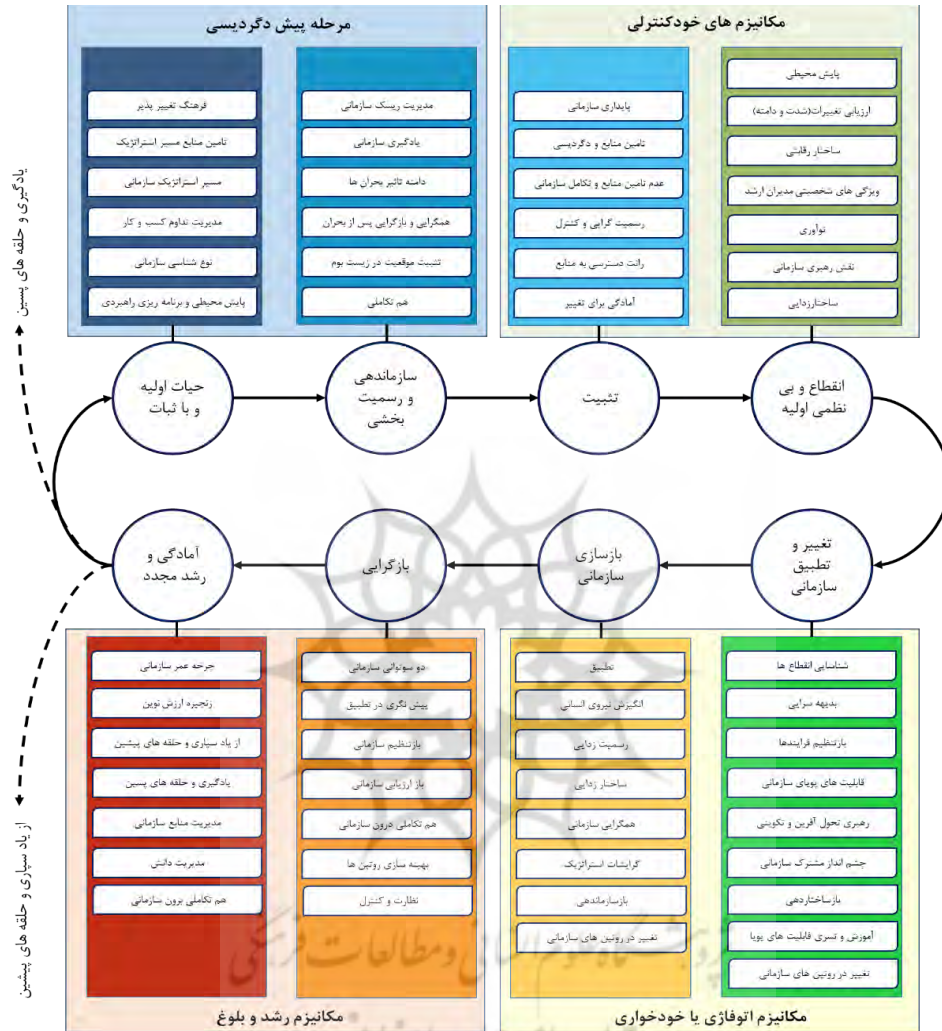 مکانیزم های خودکنترلی
پایش محیطی
ارزیابی تغییرات(شدت و دامنه)
ساختار رقابتی
ویژگی های شخصیتی مدیران ارشد
نوآوری
نقش رهبری سازمانی
ساختارزدایی
پایداری سازمانی
تامین منابع و دگردیسی
عدم تامین منابع و تکامل سازمانی
رسمیت گرایی و کنترل
رانت دسترسی به منابع
آمادگی برای تغییر
مرحله پیش دگردیسی
مدیریت ریسک سازمانی
یادگیری سازمانی
دامنه تاثیر بحران ها
همگرایی و بازگرایی پس از بحران
تثبیت موقعیت در زیست بوم
هم تکاملی
فرهنگ تغییر پذیر
تامین منابع مسیر استراتژیک
مسیر استراتژیک سازمانی
مدیریت تداوم کسب و کار
نوع شناسی سازمانی
پایش محیطی و برنامه ریزی راهبردی
یادگیری و حلقه های پسین
حیات اولیه
و با ثبات
سازماندهی
و رسمیت
بخشی
تثبیت
انقطاع و بی
نظمی اولیه
تغییر و
تطبیق
سازمانی
بازسازی
سازمانی
بازگرایی
آمادگی و
رشد مجدد
شناسایی انقطاع ها
بدیهه سرایی
بازتنظیم فرایندها
قابلیت های پویای سازمانی
رهبری تحول آفرین و تکوینی
چشم انداز مشترک سازمانی
بازساختاردهی
آموزش و تسری قابلیت های پویا
تغییر در روتین های سازمانی
تطبیق
انگیزش نیروی انسانی
رسمیت زدایی
ساختار زدایی
همگرایی سازمانی
گرایشات استراتژیک
بازسازماندهی
تغییر در روتین های سازمانی
مکانیزم اتوفاژی یا خودخواری
دو سوتوانی سازمانی
پیش نگری در تطبیق
بازتنظیم سازمانی
باز ارزیابی سازمانی
هم تکاملی درون سازمانی
بهینه سازی روتین ها
نظارت و کنترل
چرخه عمر سازمانی
زنجیره ارزش نوین
از یاد سپاری و حلقه های پیشین
یادگیری و حلقه های پسین
مدیریت منابع سازمانی
مدیریت دانش
هم تکاملی برون سازمانی
مکانیزم رشد و بلوغ
از یاد سپاری و حلقه های پیشین
پژوهشگاه علوم انسانی و مطالعات فرهنگی